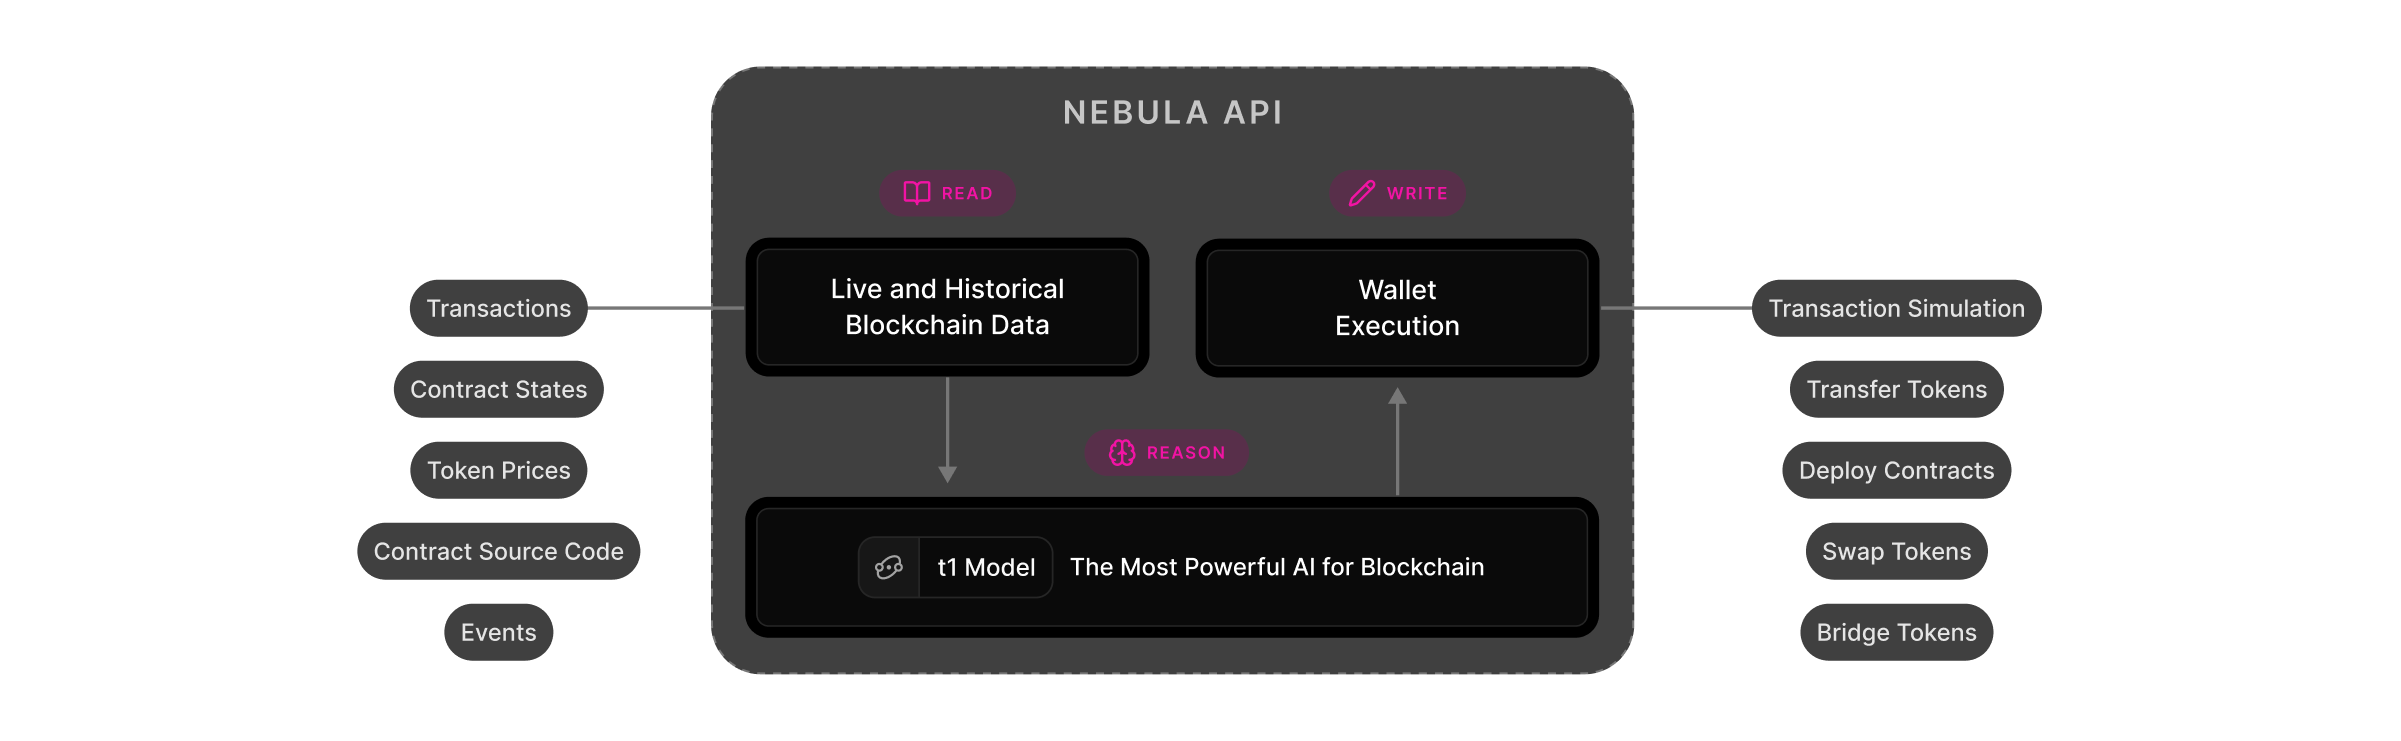 NEBULA API
READ
WRITE
Live and Historical
Blockchain Data
Wallet
Execution
Transactions
Contract States
Token Prices
Contract Source Code
Events
REASON
t1 Model
The Most Powerful AI for Blockchain
Transaction Simulation
Transfer Tokens
Deploy Contracts
Swap Tokens
Bridge Tokens